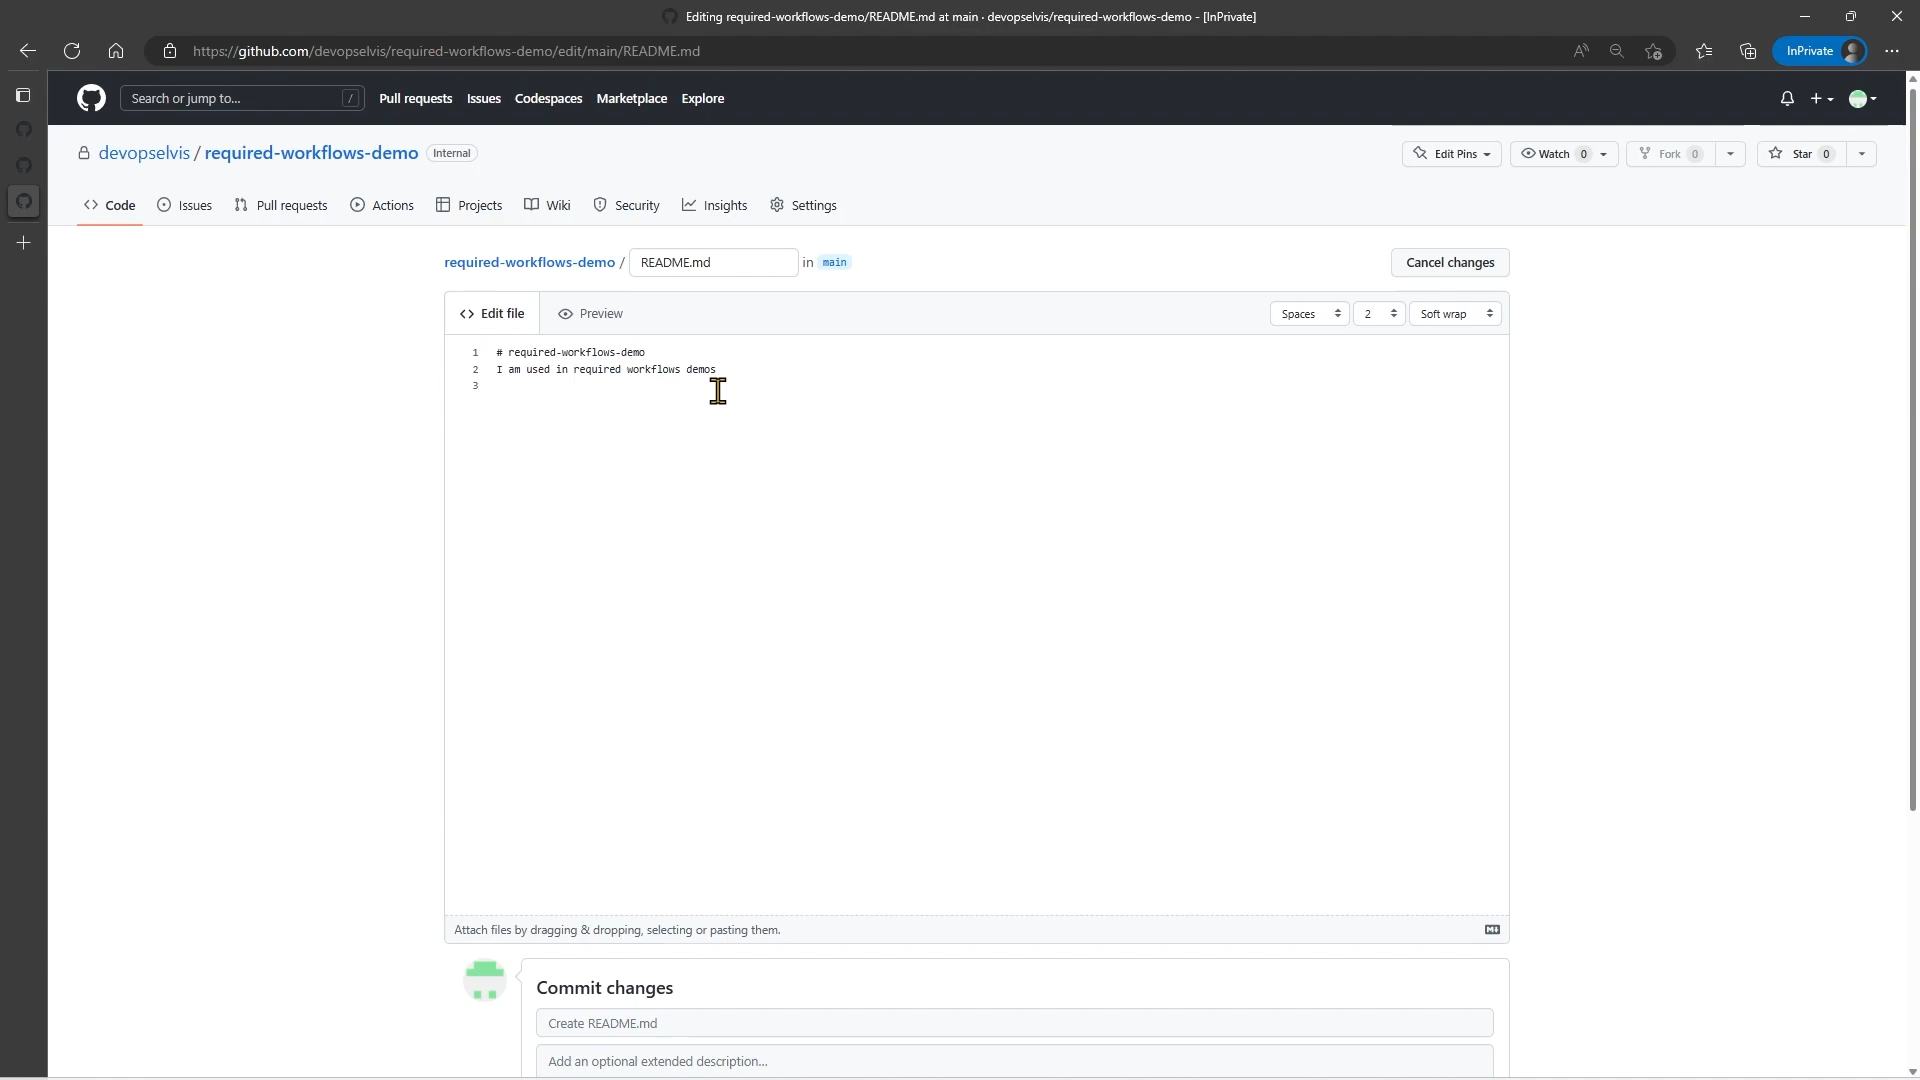 Editing required-workflows-demo/README.md at main · devopselvis/required-workflows-demo - [InPrivate]
https://github.com/devopselvis/required-workflows-demo/edit/main/README.md
A
InPrivate
Search or jump to... /
Pull requests Issues Codespaces Marketplace Explore
devopselvis / required-workflows-demo Internal
Edit Pins Watch 0 Fork 0 Star 0
Code Issues Pull requests Actions Projects Wiki Security Insights Settings
required-workflows-demo / README.md in main
Cancel changes
<> Edit file Preview Spaces 2 Soft wrap
1 # required-workflows-demo
2 I am used in required workflows demos
3
Attach files by dragging & dropping, selecting or pasting them.
Commit changes
Create README.md
Add an optional extended description...